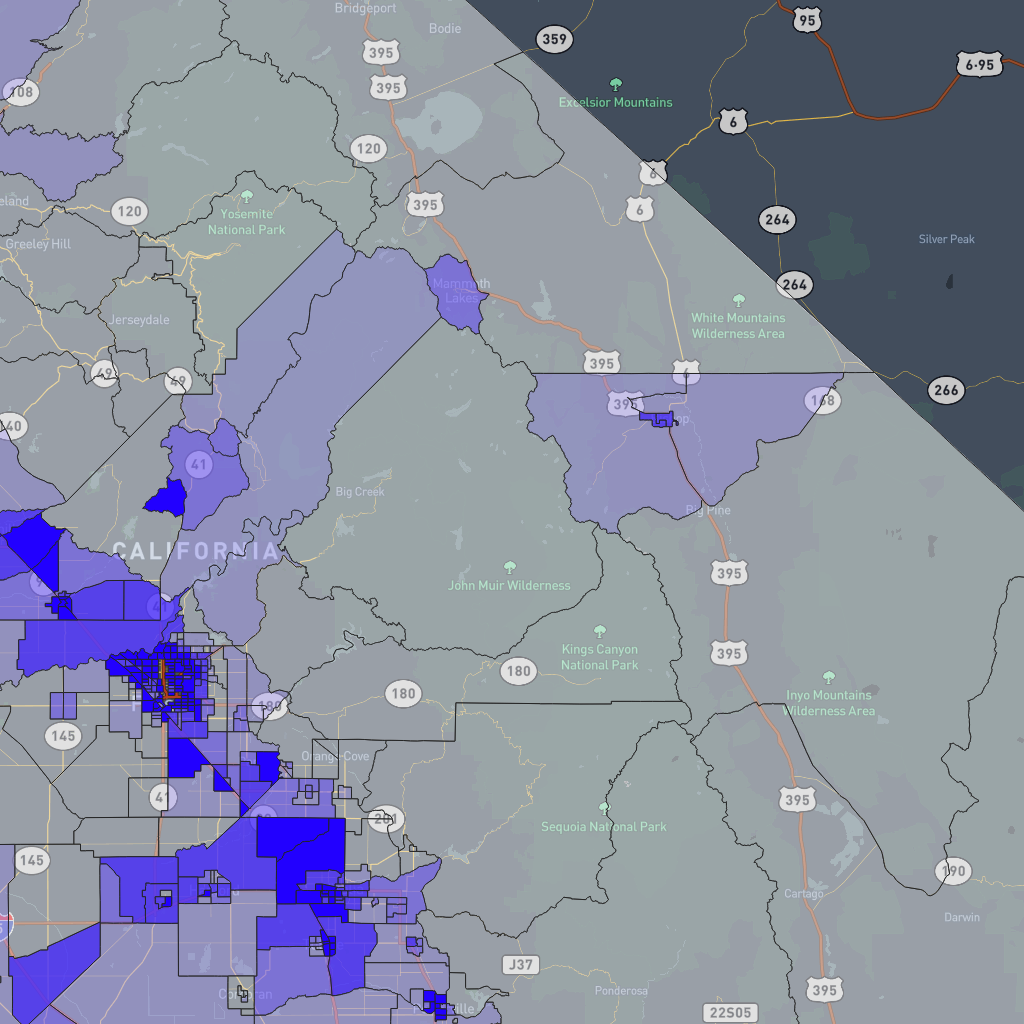 Bridgeport
Bodie
95
359
395
6-95
108
395
Excelsior Mountains
6
120
6
120
395
6
264
Yosemite
National Park
Greeley Hill
Silver Peak
Mammoth
Lakes
264
White Mountains
Wilderness Area
Jerseydale
395
49
49
6
266
395
168
140
41
Big Creek
Big Pine
CALIFORNIA
John Muir Wilderness
395
41
Kings Canyon
National Park
395
180
180
180
Inyo Mountains
Wilderness Area
145
Orange Cove
41
395
201
Sequoia National Park
145
190
Cartago
Darwin
J37
395
Ponderosa
22S05